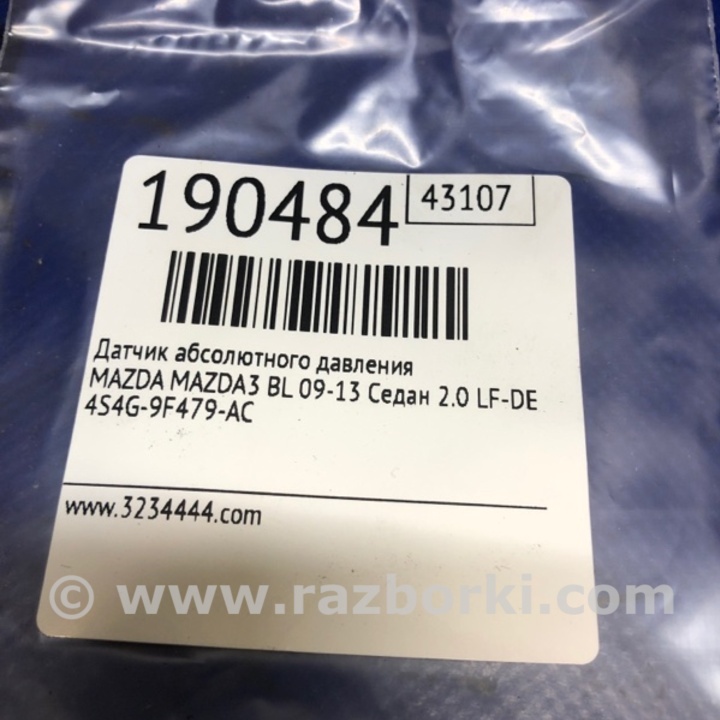 190484
43107
Датчик абсолютного давления
MAZDA MAZDA3 BL 09-13 Седан 2.0 LF-DE
4S4G-9F479-AC
www.3234444.com
© www.razborki.com